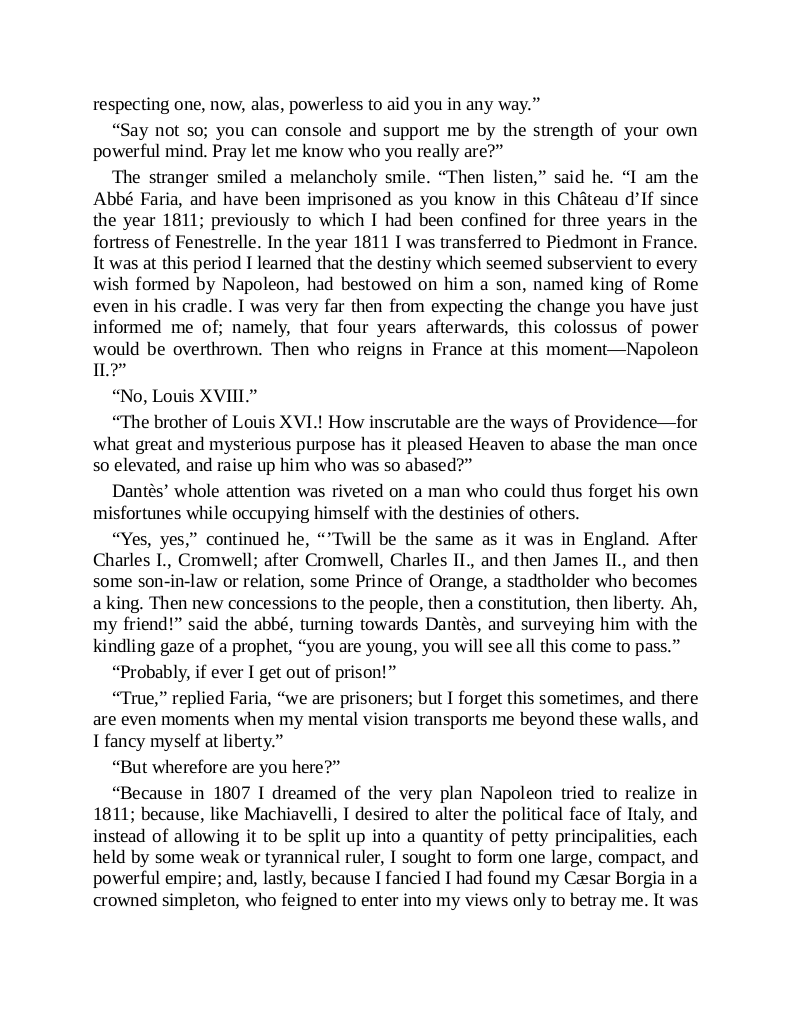 respecting one, now, alas, powerless to aid you in any way.”
“Say not so; you can console and support me by the strength of your own
powerful mind. Pray let me know who you really are?”
The stranger smiled a melancholy smile. “Then listen,” said he. “I am the
Abbé Faria, and have been imprisoned as you know in this Château d’If since
the year 1811; previously to which I had been confined for three years in the
fortress of Fenestrelle. In the year 1811 I was transferred to Piedmont in France.
It was at this period I learned that the destiny which seemed subservient to every
wish formed by Napoleon, had bestowed on him a son, named king of Rome
even in his cradle. I was very far then from expecting the change you have just
informed me of; namely, that four years afterwards, this colossus of power
would be overthrown. Then who reigns in France at this moment—Napoleon
II.?”
“No, Louis XVIII.”
“The brother of Louis XVI.! How inscrutable are the ways of Providence—for
what great and mysterious purpose has it pleased Heaven to abase the man once
so elevated, and raise up him who was so abased?”
Dantès’ whole attention was riveted on a man who could thus forget his own
misfortunes while occupying himself with the destinies of others.
“Yes, yes,” continued he, “’Twill be the same as it was in England. After
Charles I., Cromwell; after Cromwell, Charles II., and then James II., and then
some son-in-law or relation, some Prince of Orange, a stadtholder who becomes
a king. Then new concessions to the people, then a constitution, then liberty. Ah,
my friend!” said the abbé, turning towards Dantès, and surveying him with the
kindling gaze of a prophet, “you are young, you will see all this come to pass.”
“Probably, if ever I get out of prison!”
“True,” replied Faria, “we are prisoners; but I forget this sometimes, and there
are even moments when my mental vision transports me beyond these walls, and
I fancy myself at liberty.”
“But wherefore are you here?”
“Because in 1807 I dreamed of the very plan Napoleon tried to realize in
1811; because, like Machiavelli, I desired to alter the political face of Italy, and
instead of allowing it to be split up into a quantity of petty principalities, each
held by some weak or tyrannical ruler, I sought to form one large, compact, and
powerful empire; and, lastly, because I fancied I had found my Cæsar Borgia in a
crowned simpleton, who feigned to enter into my views only to betray me. It was